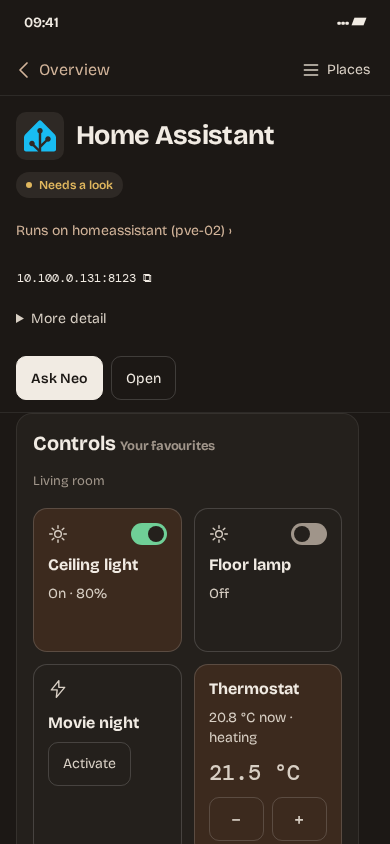 09:41
Overview
Places
Home Assistant
Needs a look
Runs on homeassistant (pve-02) ›
10.100.0.131:8123 ⧉
▶ More detail
Ask Neo
Open
Controls Your favourites
Living room
Ceiling light
On · 80%
Floor lamp
Off
Movie night
Activate
Thermostat
20.8 °C now ·
heating
21.5 °C
−
+